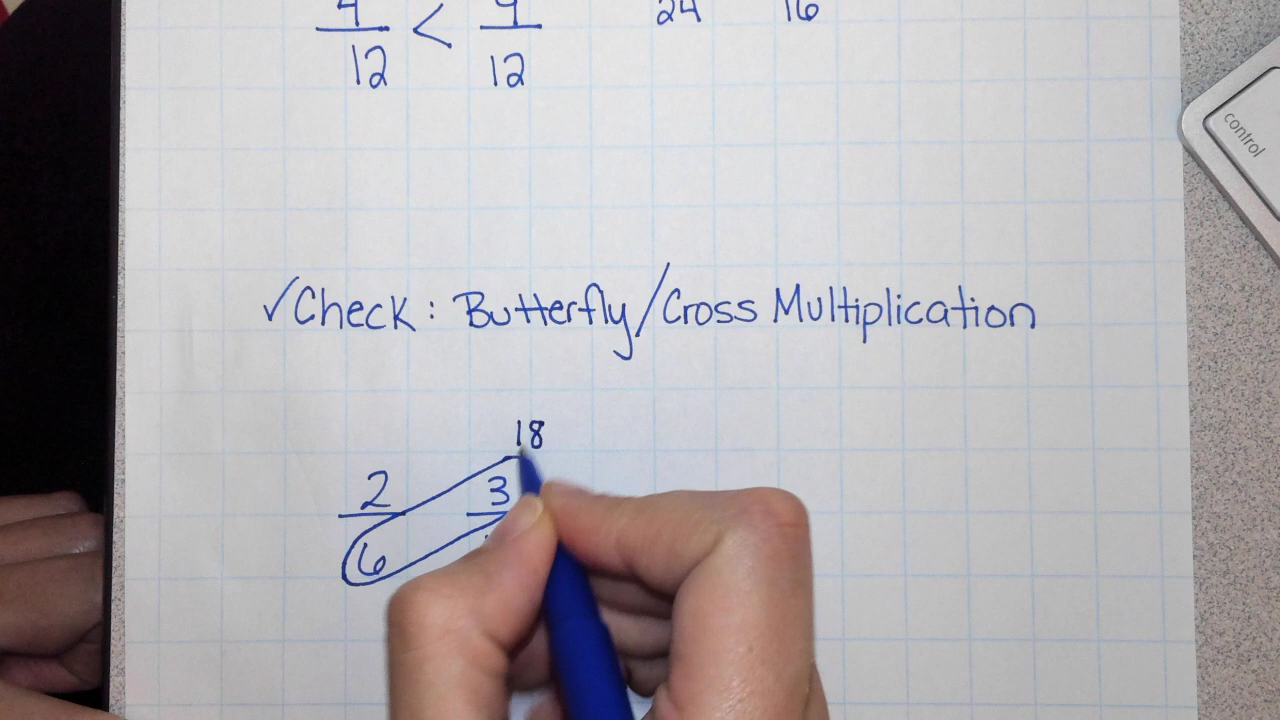 4 < 9 24 16
12 12
✓Check: Butterfly/Cross Multiplication
18
2 3
6
control